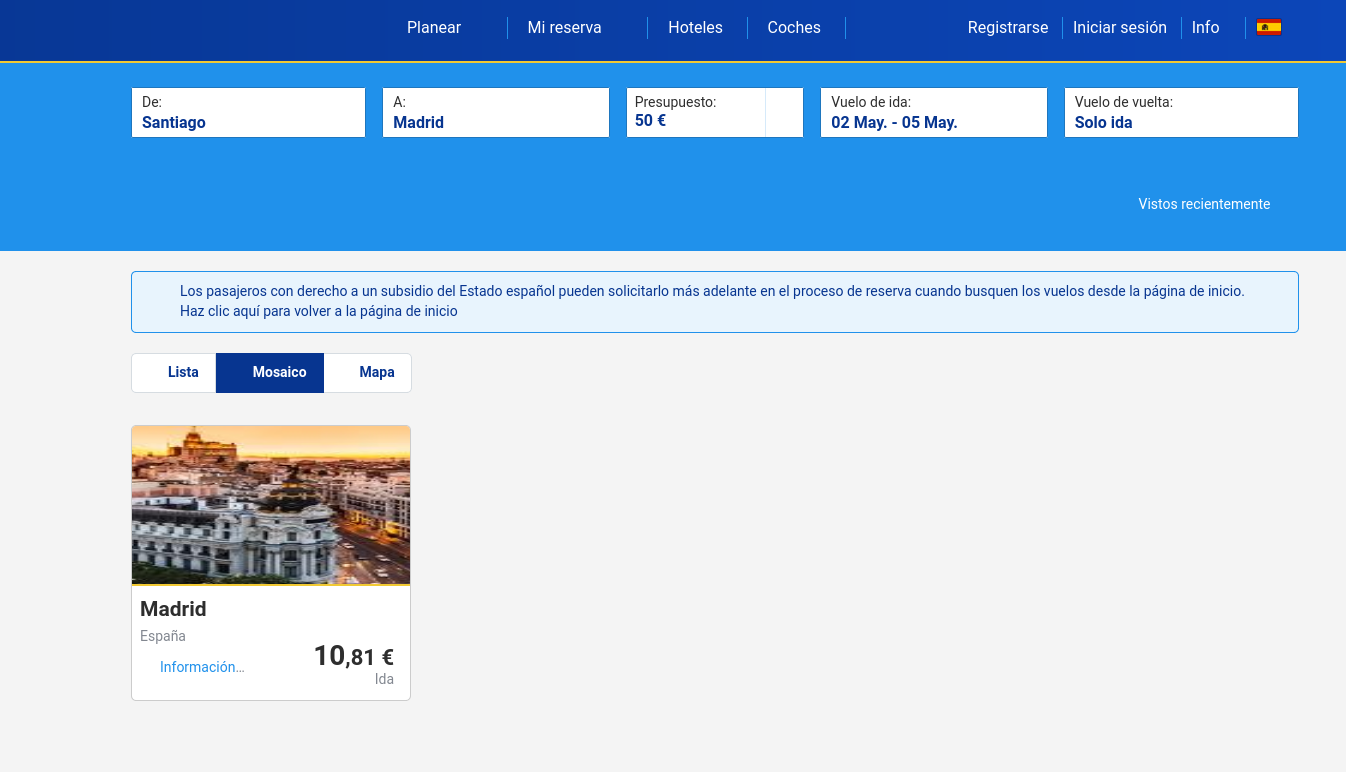 Planear
Mi reserva
Hoteles
Coches
Registrarse
Iniciar sesión
Info
De:
Santiago
A:
Madrid
Presupuesto:
50 €
Vuelo de ida:
02 May. - 05 May.
Vuelo de vuelta:
Solo ida
Vistos recientemente
Los pasajeros con derecho a un subsidio del Estado español pueden solicitarlo más adelante en el proceso de reserva cuando busquen los vuelos desde la página de inicio.
Haz clic aquí para volver a la página de inicio
Lista
Mosaico
Mapa
Madrid
España
Información…
10,81 €
Ida